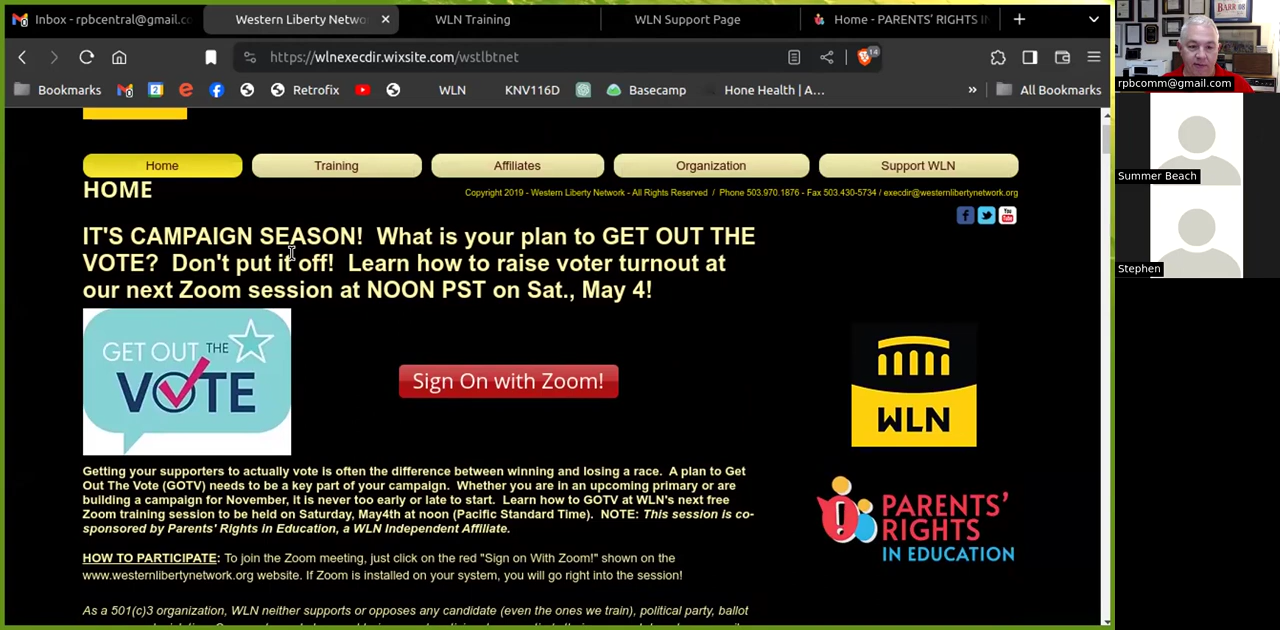 Inbox - rpbcentral@gmail.co
Western Liberty Netwo
WLN Training
WLN Support Page
Home - PARENTS' RIGHTS IN
https://wlnexecdir.wixsite.com/wstlbtnet
14
Bookmarks
Retrofix
WLN
KNV116D
Basecamp
Home Health | A...
»
All Bookmarks
Home
Training
Affiliates
Organization
Support WLN
HOME
Copyright 2019 - Western Liberty Network - All Rights Reserved / Phone 503.970.1876 - Fax 503.430-5734 / execdir@westernlibertynetwork.org
You
Tube
IT'S CAMPAIGN SEASON! What is your plan to GET OUT THE
VOTE? Don't put it off! Learn how to raise voter turnout at
our next Zoom session at NOON PST on Sat., May 4!
GET OUT THE
VOTE
Sign On with Zoom!
WLN
Getting your supporters to actually vote is often the difference between winning and losing a race. A plan to Get
Out The Vote (GOTV) needs to be a key part of your campaign. Whether you are in an upcoming primary or are
building a campaign for November, it is never too early or late to start. Learn how to GOTV at WLN's next free
Zoom training session to be held on Saturday, May4th at noon (Pacific Standard Time). NOTE: This session is co-
sponsored by Parents' Rights in Education, a WLN Independent Affiliate.
PARENTS'
RIGHTS
IN EDUCATION
HOW TO PARTICIPATE: To join the Zoom meeting, just click on the red "Sign on With Zoom!" shown on the
www.westernlibertynetwork.org website. If Zoom is installed on your system, you will go right into the session!
As a 501(c)3 organization, WLN neither supports or opposes any candidate (even the ones we train), political party, ballot
BARR
rpbcomm@gmail.com
Summer Beach
Stephen